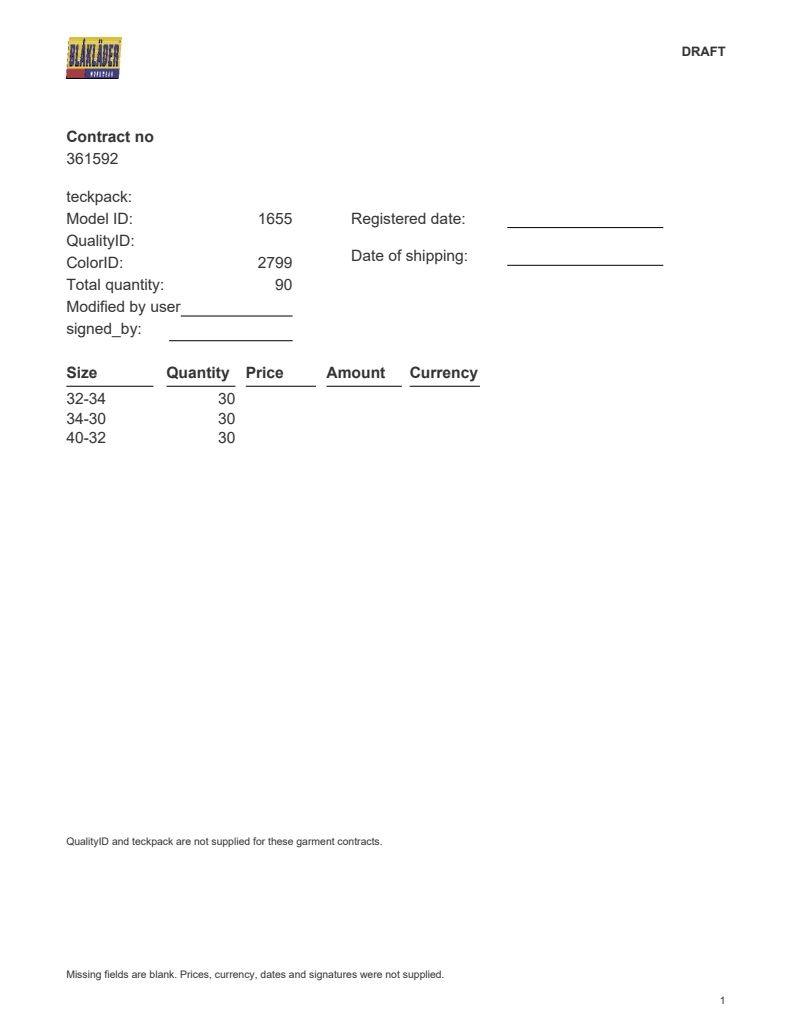 BLÅKLÄDER
WORKWEAR
DRAFT
Contract no
361592
teckpack:
Model ID: 1655
Registered date:
QualityID:
ColorID: 2799
Date of shipping:
Total quantity: 90
Modified by user
signed_by:
Size Quantity Price Amount Currency
32-34 30
34-30 30
40-32 30
QualityID and teckpack are not supplied for these garment contracts.
Missing fields are blank. Prices, currency, dates and signatures were not supplied.
1